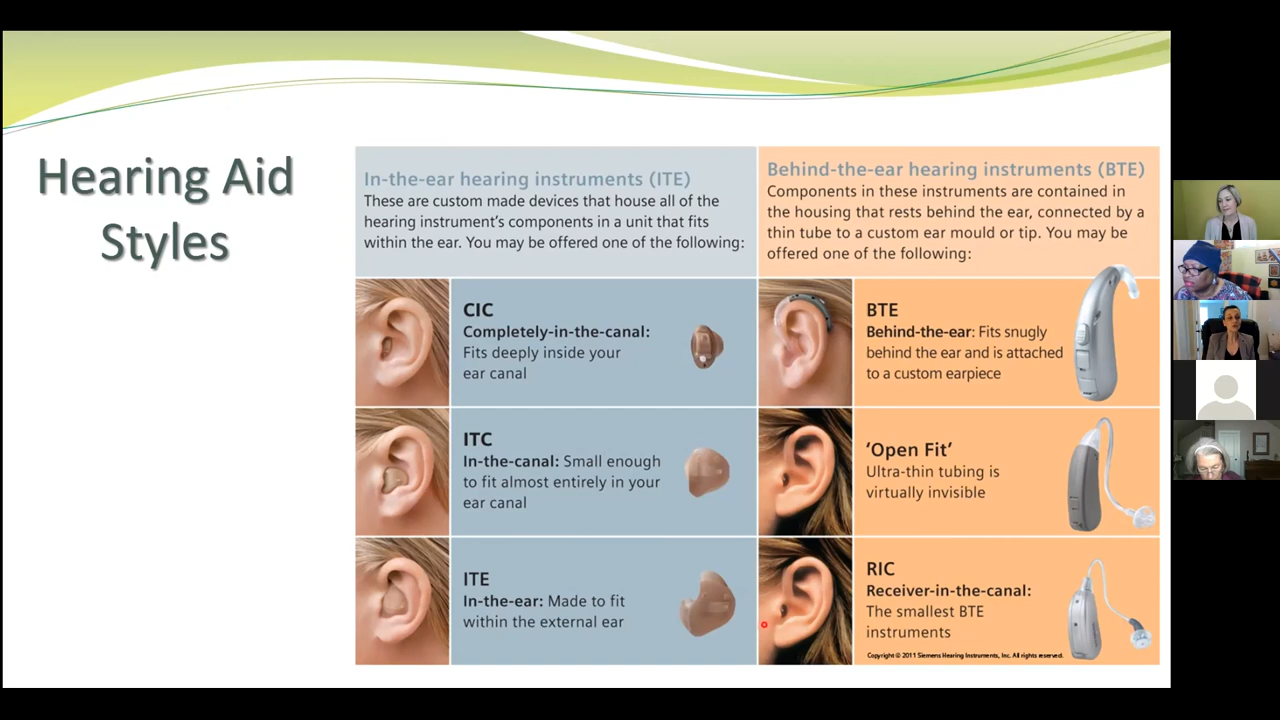 Hearing Aid
Styles
In-the-ear hearing instruments (ITE)
These are custom made devices that house all of the
hearing instrument's components in a unit that fits
within the ear. You may be offered one of the following:
Behind-the-ear hearing instruments (BTE)
Components in these instruments are contained in
the housing that rests behind the ear, connected by a
thin tube to a custom ear mould or tip. You may be
offered one of the following:
CIC
Completely-in-the-canal:
Fits deeply inside your
ear canal
BTE
Behind-the-ear: Fits snugly
behind the ear and is attached
to a custom earpiece
ITC
In-the-canal: Small enough
to fit almost entirely in your
ear canal
'Open Fit'
Ultra-thin tubing is
virtually invisible
ITE
In-the-ear: Made to fit
within the external ear
RIC
Receiver-in-the-canal:
The smallest BTE
instruments
Copyright © 2011 Siemens Hearing Instruments, Inc. All rights reserved.